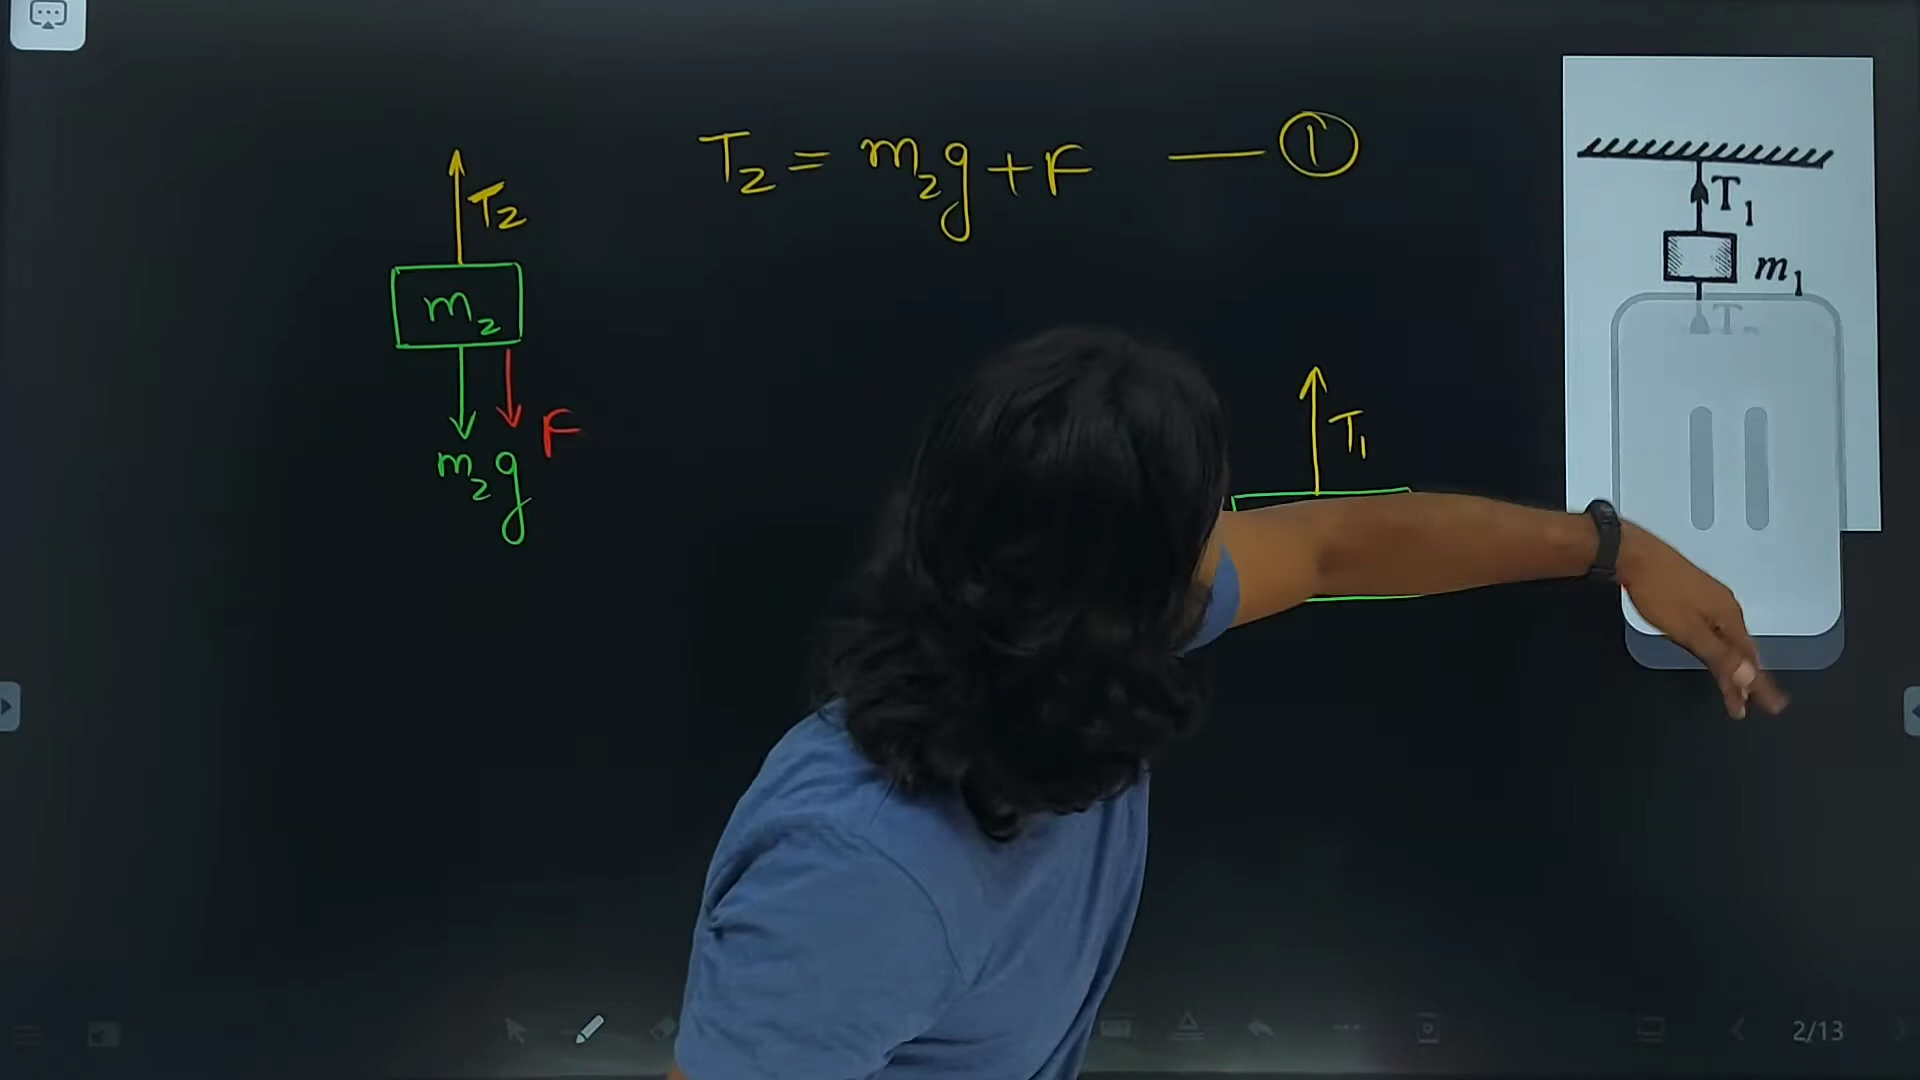 T₂ = m₂g + F — ①
T₂
m₂
F
m₂g
T₁
T₁
m₁
2/13